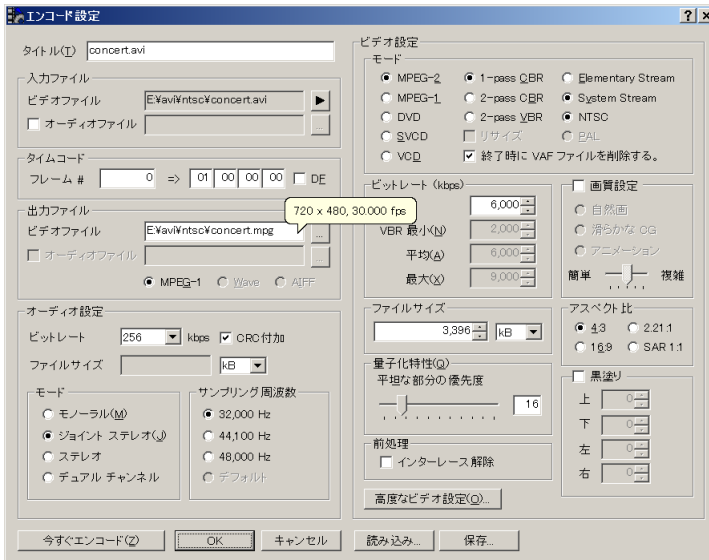 エンコード設定
タイトル(T) concert.avi
入力ファイル
ビデオファイル E:¥avi¥ntsc¥concert.avi
オーディオファイル ...
タイムコード
フレーム # 0 => 01 00 00 00 DF
出力ファイル
ビデオファイル E:¥avi¥ntsc¥concert.mpg ...
720 x 480, 30.000 fps
オーディオファイル ...
MPEG-1 Wave AIFF
オーディオ設定
ビットレート 256 kbps CRC付加
ファイルサイズ kB
モード
モノーラル(M)
ジョイント ステレオ(J)
ステレオ
デュアル チャンネル
サンプリング周波数
32,000 Hz
44,100 Hz
48,000 Hz
デフォルト
ビデオ設定
モード
MPEG-2 1-pass CBR Elementary Stream
MPEG-1 2-pass CBR System Stream
DVD 2-pass VBR NTSC
SVCD リサイズ PAL
VCD 終了時に VAF ファイルを削除する。
ビットレート (kbps)
6,000
VBR 最小(N) 2,000
平均(A) 6,000
最大(X) 9,000
画質設定
自然画
滑らかな CG
アニメーション
簡単 複雑
ファイルサイズ
3,396 kB
アスペクト比
4:3 2.21:1
16:9 SAR 1:1
量子化特性(Q)
平坦な部分の優先度
16
黒塗り
上 0
下 0
左 0
右 0
前処理
インターレース解除
高度なビデオ設定(O)...
今すぐエンコード(Z) OK キャンセル 読み込み... 保存...